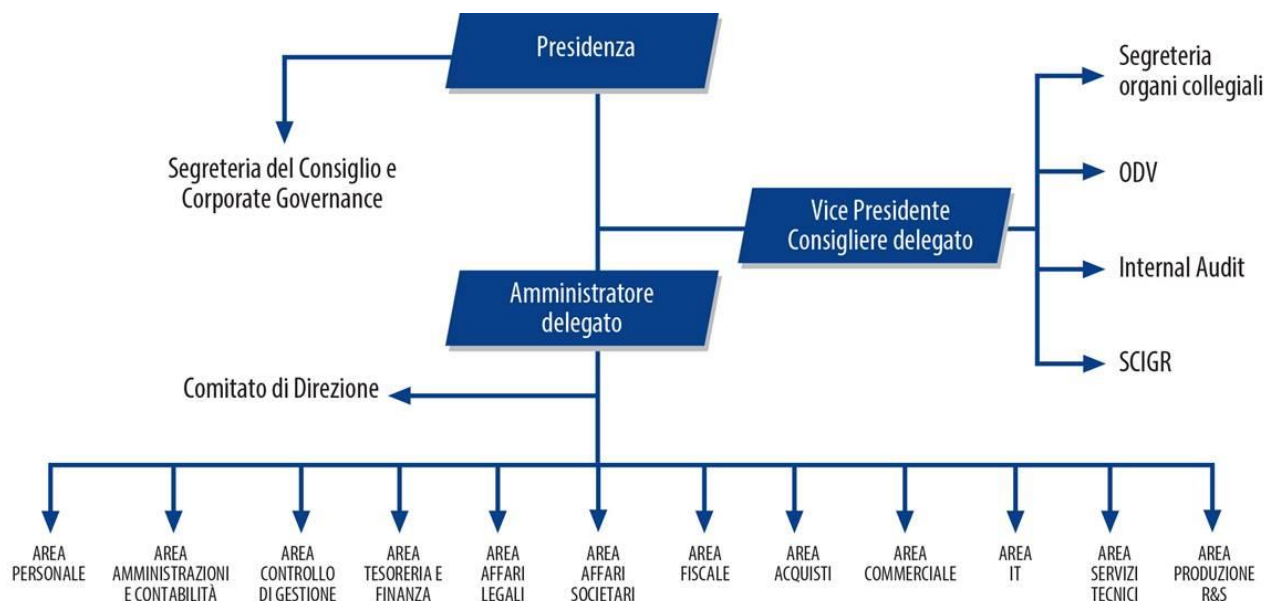 Presidenza
Segreteria
organi collegiali
Segreteria del Consiglio e
Corporate Governance
ODV
Vice Presidente
Consigliere delegato
Internal Audit
Amministratore
delegato
SCIGR
Comitato di Direzione
AREA
PERSONALE
AREA
AMMINISTRAZIONI
E CONTABILITÀ
AREA
CONTROLLO
DI GESTIONE
AREA
TESORERIA E
FINANZA
AREA
AFFARI
LEGALI
AREA
AFFARI
SOCIETARI
AREA
FISCALE
AREA
ACQUISTI
AREA
COMMERCIALE
AREA
IT
AREA
SERVIZI
TECNICI
AREA
PRODUZIONE
R&S